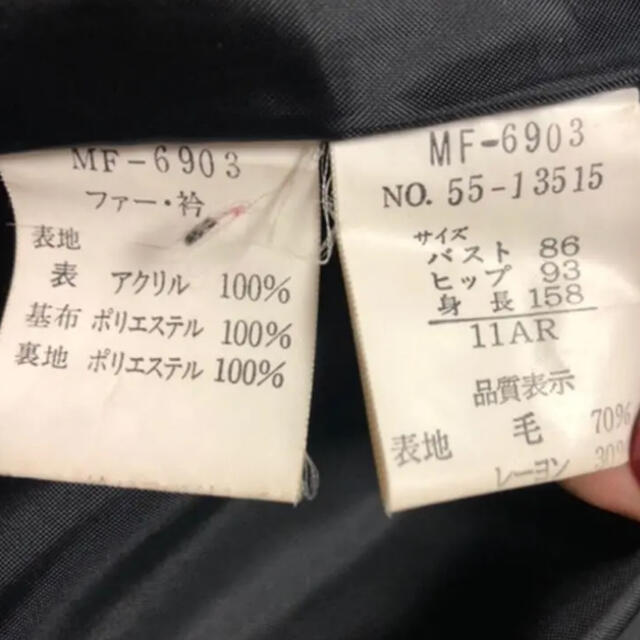 MF-6903
ファー・衿
表地
表 アクリル 100%
基布 ポリエステル 100%
裏地 ポリエステル 100%
MF-6903
NO. 55-13515
サイズ
バスト 86
ヒップ 93
身長 158
11AR
品質表示
表地 毛 70%
レーヨン 30%